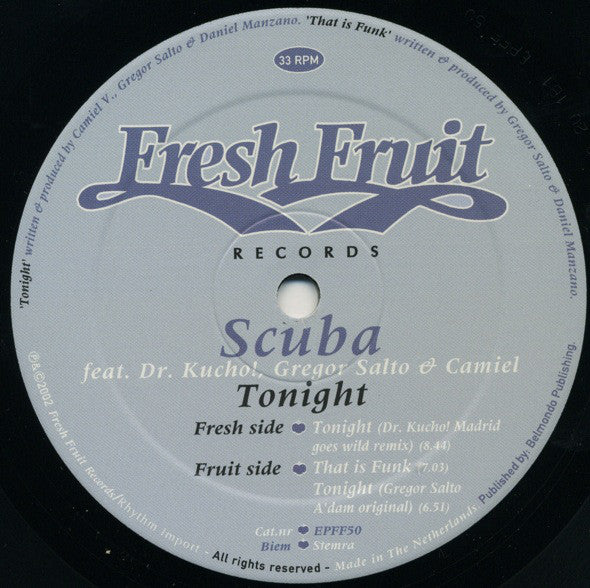 'Tonight' written & produced by Camiel V., Gregor Salto & Daniel Manzano. 'That is Funk' written & produced by Gregor Salto & Daniel Manzano.
33 RPM
Fresh Fruit
RECORDS
Scuba
feat. Dr. Kucho!, Gregor Salto & Camiel
Tonight
Fresh side Tonight (Dr. Kucho! Madrid
goes wild remix) (8.44)
Fruit side That is Funk (7.03)
Tonight (Gregor Salto
A'dam original) (6.51)
Cat.nr EPFF50
Biem Stemra
℗&©2002 Fresh Fruit Records/Rhythm import - All rights reserved - Made in The Netherlands. Published by: Belmondo Publishing.